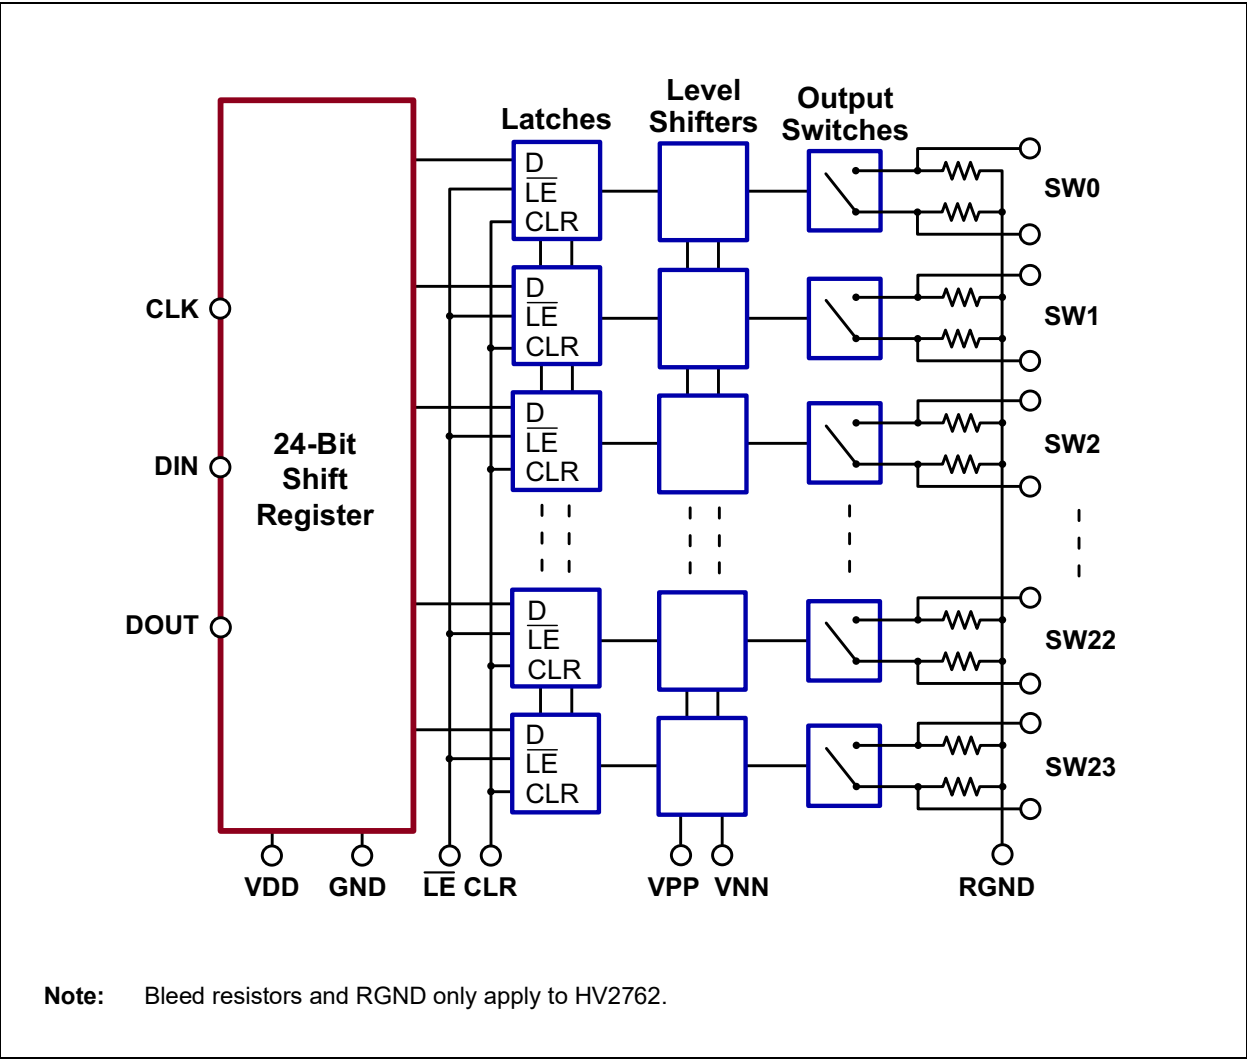 Latches
Level
Shifters
Output
Switches
D
LE
CLR
SW0
D
LE
CLR
SW1
D
LE
CLR
SW2
CLK
DIN
DOUT
24-Bit
Shift
Register
D
LE
CLR
SW22
D
LE
CLR
SW23
VDD
GND
LE
CLR
VPP
VNN
RGND
Note: Bleed resistors and RGND only apply to HV2762.